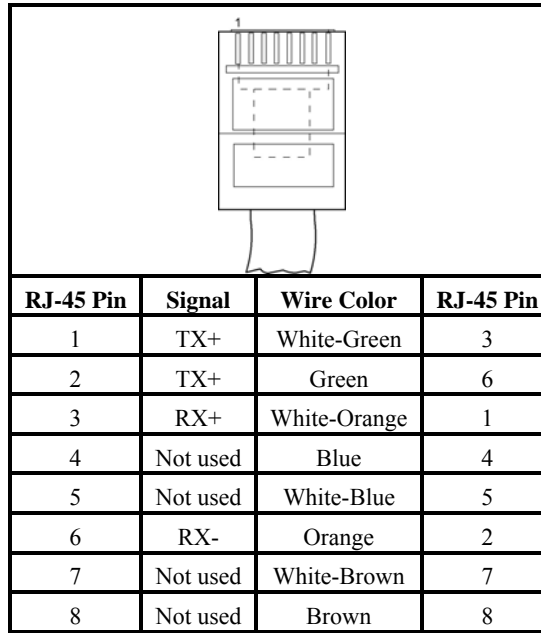 1
RJ-45 Pin Signal Wire Color RJ-45 Pin
1 TX+ White-Green 3
2 TX+ Green 6
3 RX+ White-Orange 1
4 Not used Blue 4
5 Not used White-Blue 5
6 RX- Orange 2
7 Not used White-Brown 7
8 Not used Brown 8